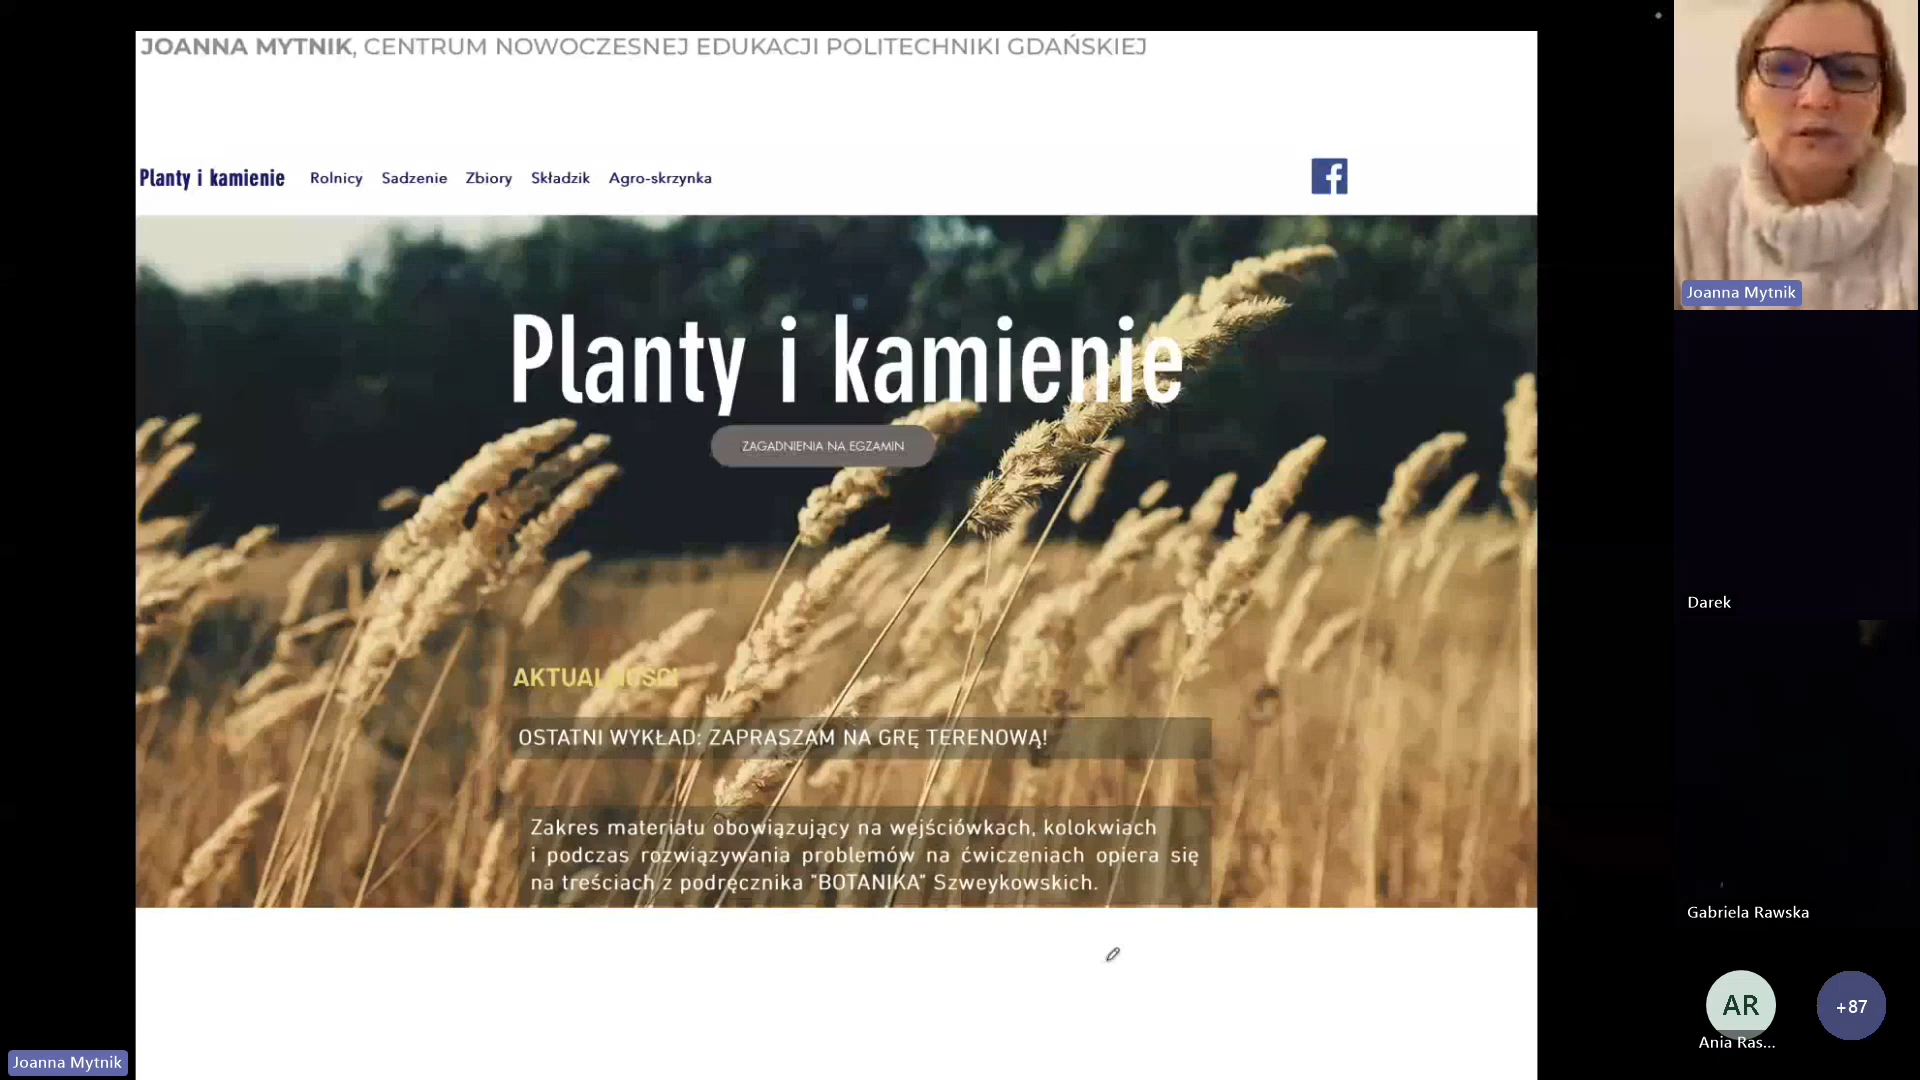 JOANNA MYTNIK, CENTRUM NOWOCZESNEJ EDUKACJI POLITECHNIKI GDAŃSKIEJ
Planty i kamienie Rolnicy Sadzenie Zbiory Składzik Agro-skrzynka
Planty i kamienie
ZAGADNIENIA NA EGZAMIN
AKTUALNOŚCI
OSTATNI WYKŁAD: ZAPRASZAM NA GRĘ TERENOWĄ!
Zakres materiału obowiązujący na wejściówkach, kolokwiach
i podczas rozwiązywania problemów na ćwiczeniach opiera się
na treściach z podręcznika "BOTANIKA" Szweykowskich.
Joanna Mytnik
Darek
Gabriela Rawska
AR
+87
Ania Ras...
Joanna Mytnik